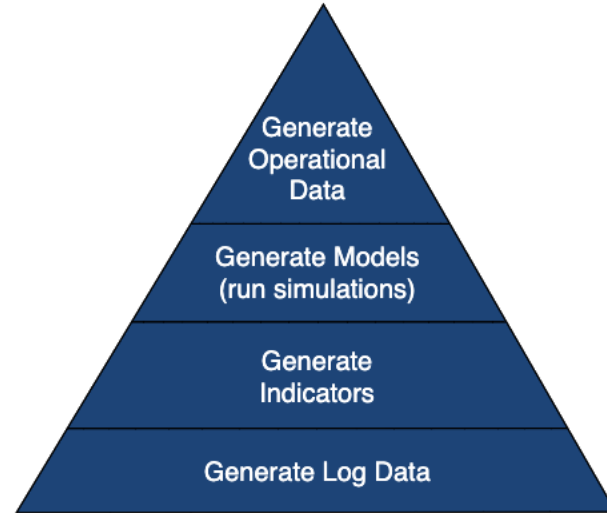 Generate
Operational
Data
Generate Models
(run simulations)
Generate
Indicators
Generate Log Data